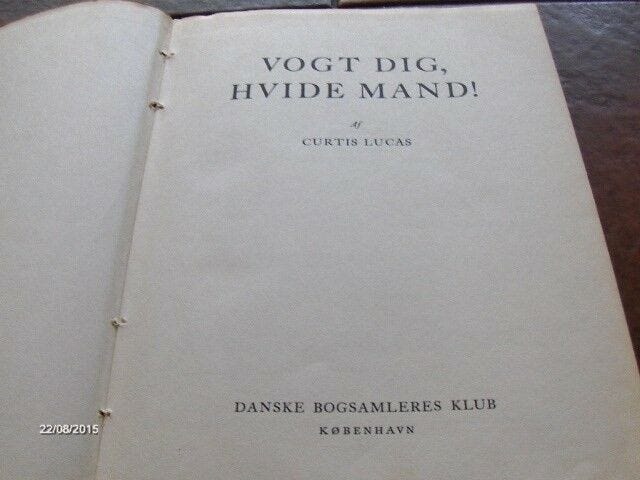 VOGT DIG,
HVIDE MAND!
Af
CURTIS LUCAS
DANSKE BOGSAMLERES KLUB
KØBENHAVN
22/08/2015